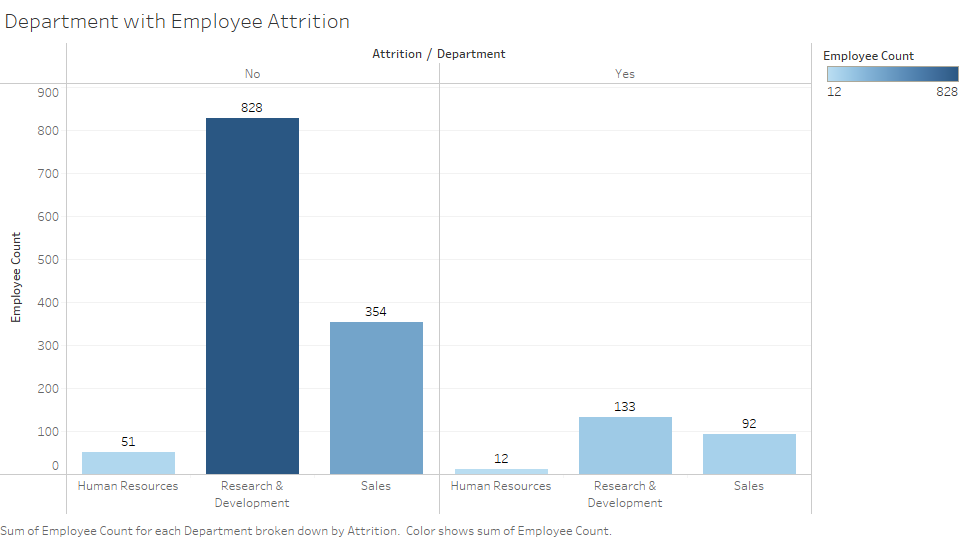 Department with Employee Attrition
Attrition / Department
Employee Count
No
Yes
12
828
900
800
700
600
500
400
300
200
100
0
Employee Count
828
354
51
133
92
12
Human Resources
Research &
Development
Sales
Human Resources
Research &
Development
Sales
Sum of Employee Count for each Department broken down by Attrition. Color shows sum of Employee Count.